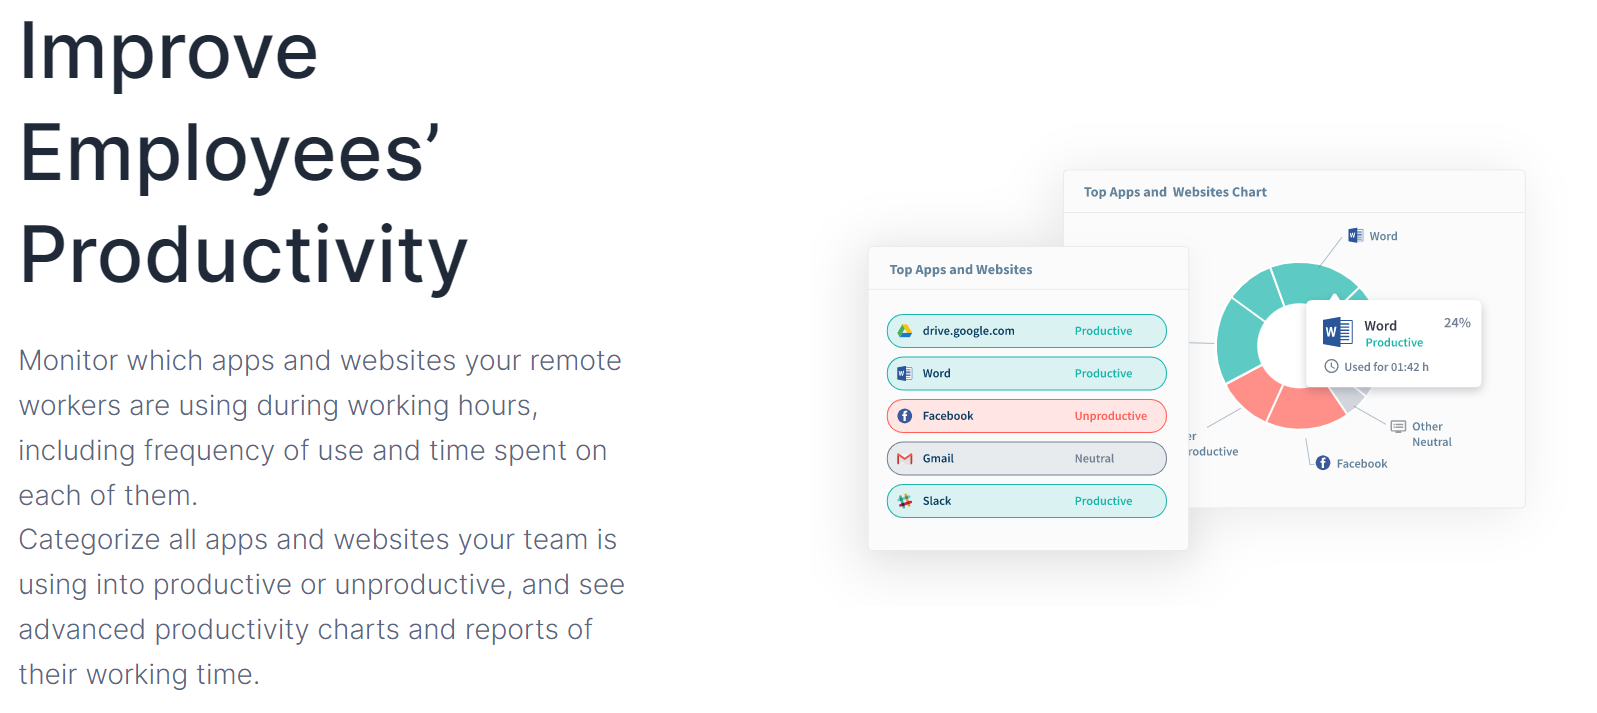 Improve
Employees’
Productivity
Monitor which apps and websites your remote
workers are using during working hours,
including frequency of use and time spent on
each of them.
Categorize all apps and websites your team is
using into productive or unproductive, and see
advanced productivity charts and reports of
their working time.
Top Apps and Websites
drive.google.com Productive
Word Productive
Facebook Unproductive
Gmail Neutral
Slack Productive
Top Apps and Websites Chart
Word
Word 24%
Productive
Used for 01:42 h
Other
Neutral
Facebook
er
roductive